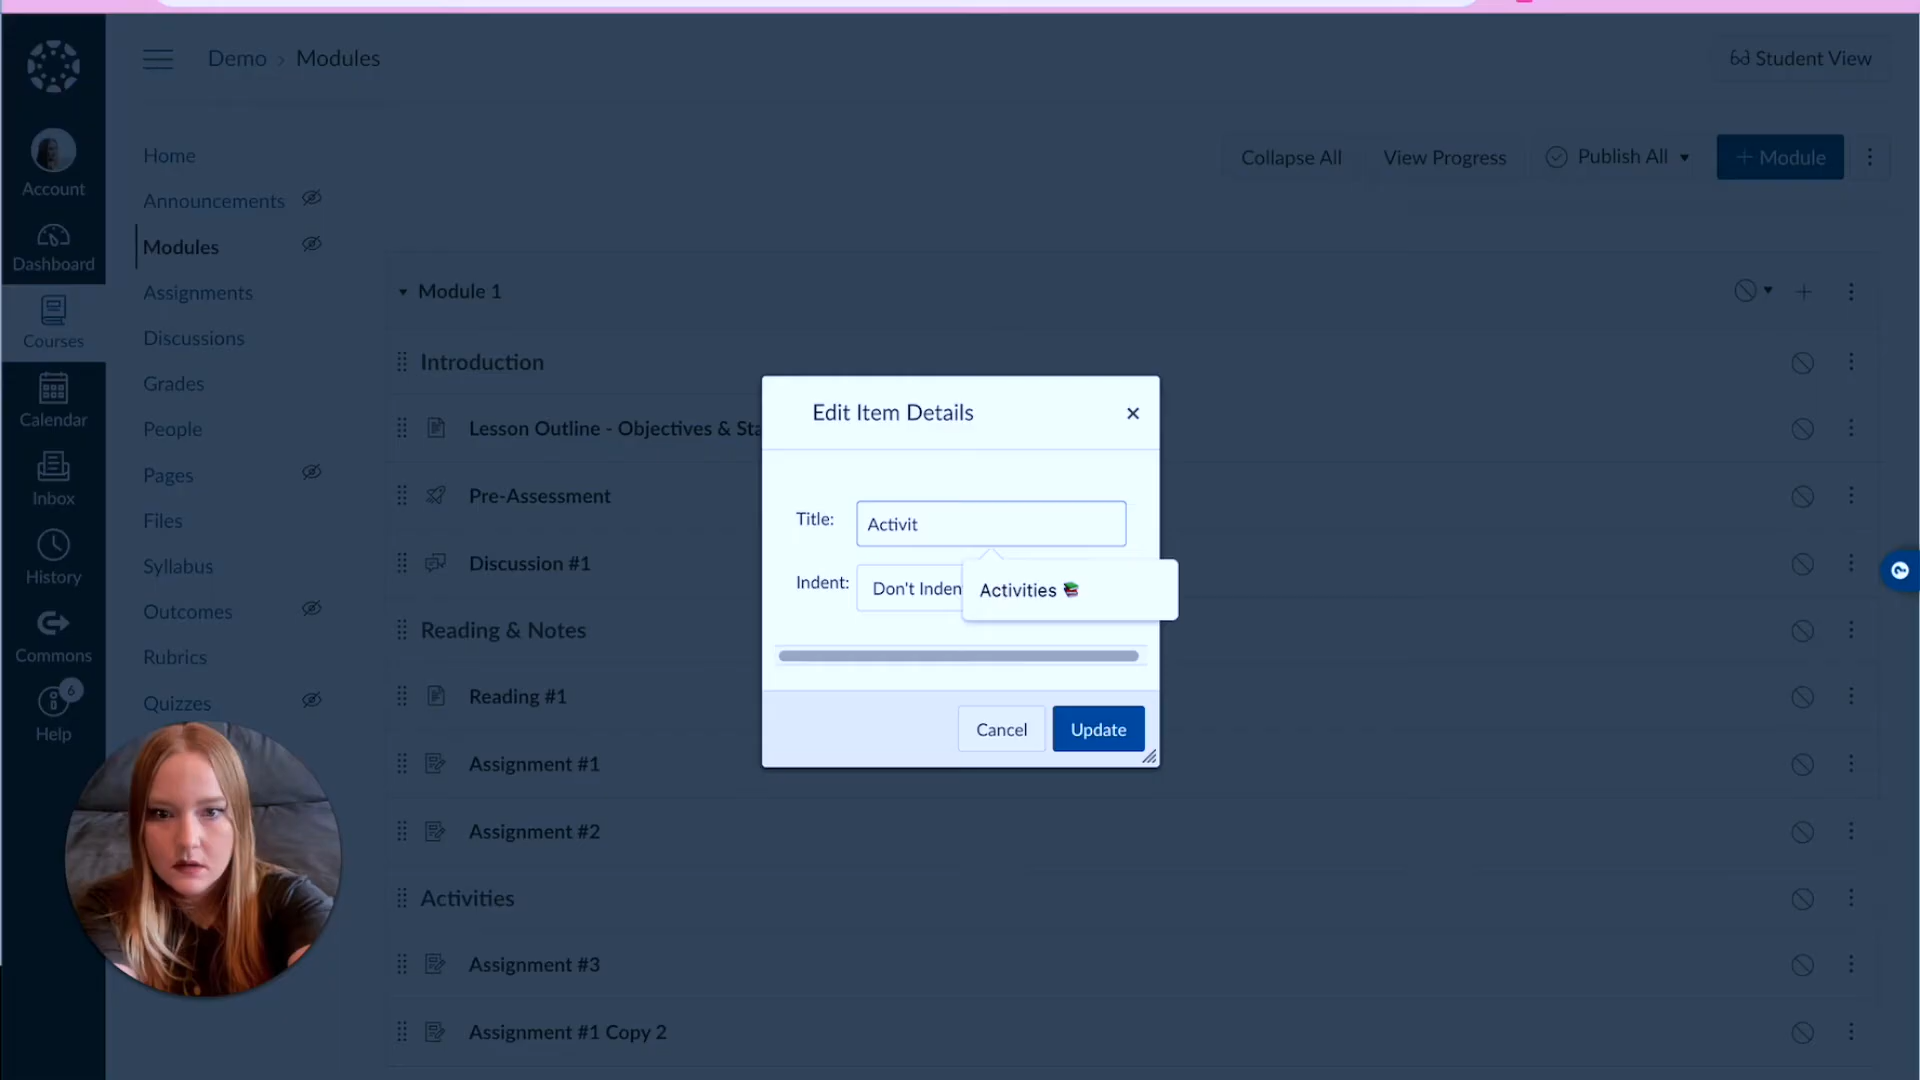 Demo › Modules
Student View
Account
Dashboard
Courses
Calendar
Inbox
History
Commons
6
Help
Home
Announcements
Modules
Assignments
Discussions
Grades
People
Pages
Files
Syllabus
Outcomes
Rubrics
Quizzes
Collapse All
View Progress
Publish All
+ Module
Module 1
Introduction
Lesson Outline - Objectives & Sta
Pre-Assessment
Discussion #1
Reading & Notes
Reading #1
Assignment #1
Assignment #2
Activities
Assignment #3
Assignment #1 Copy 2
Edit Item Details
Title:
Activit
Indent:
Don't Inden
Activities 📚
Cancel
Update